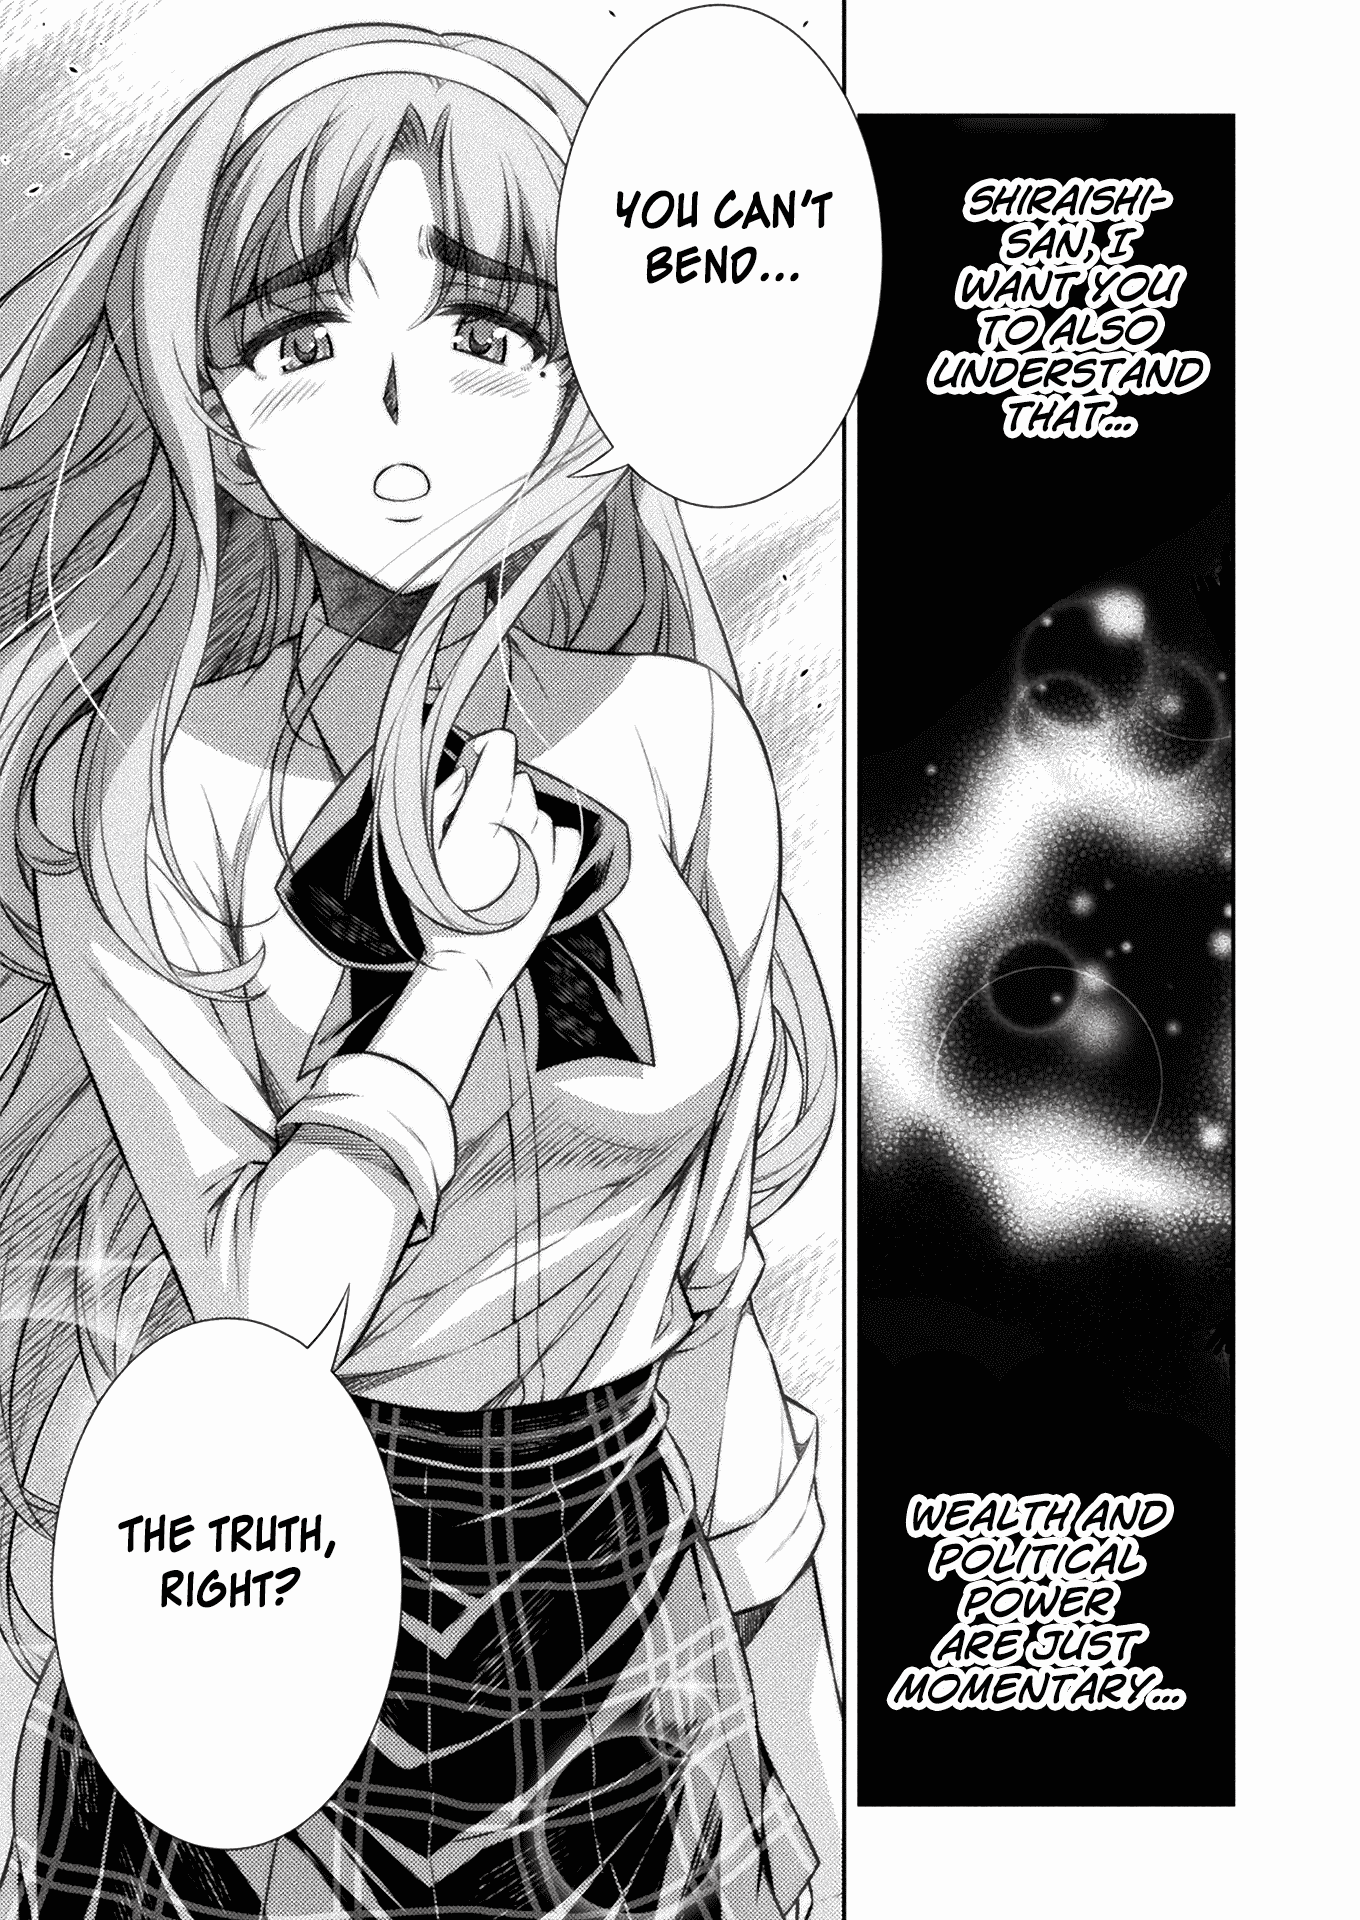 SHIRAISHI-
SAN, I
WANT YOU
TO ALSO
UNDERSTAND
THAT...
WEALTH AND
POLITICAL
POWER
ARE JUST
MOMENTARY...
YOU CAN'T
BEND...
THE TRUTH,
RIGHT?